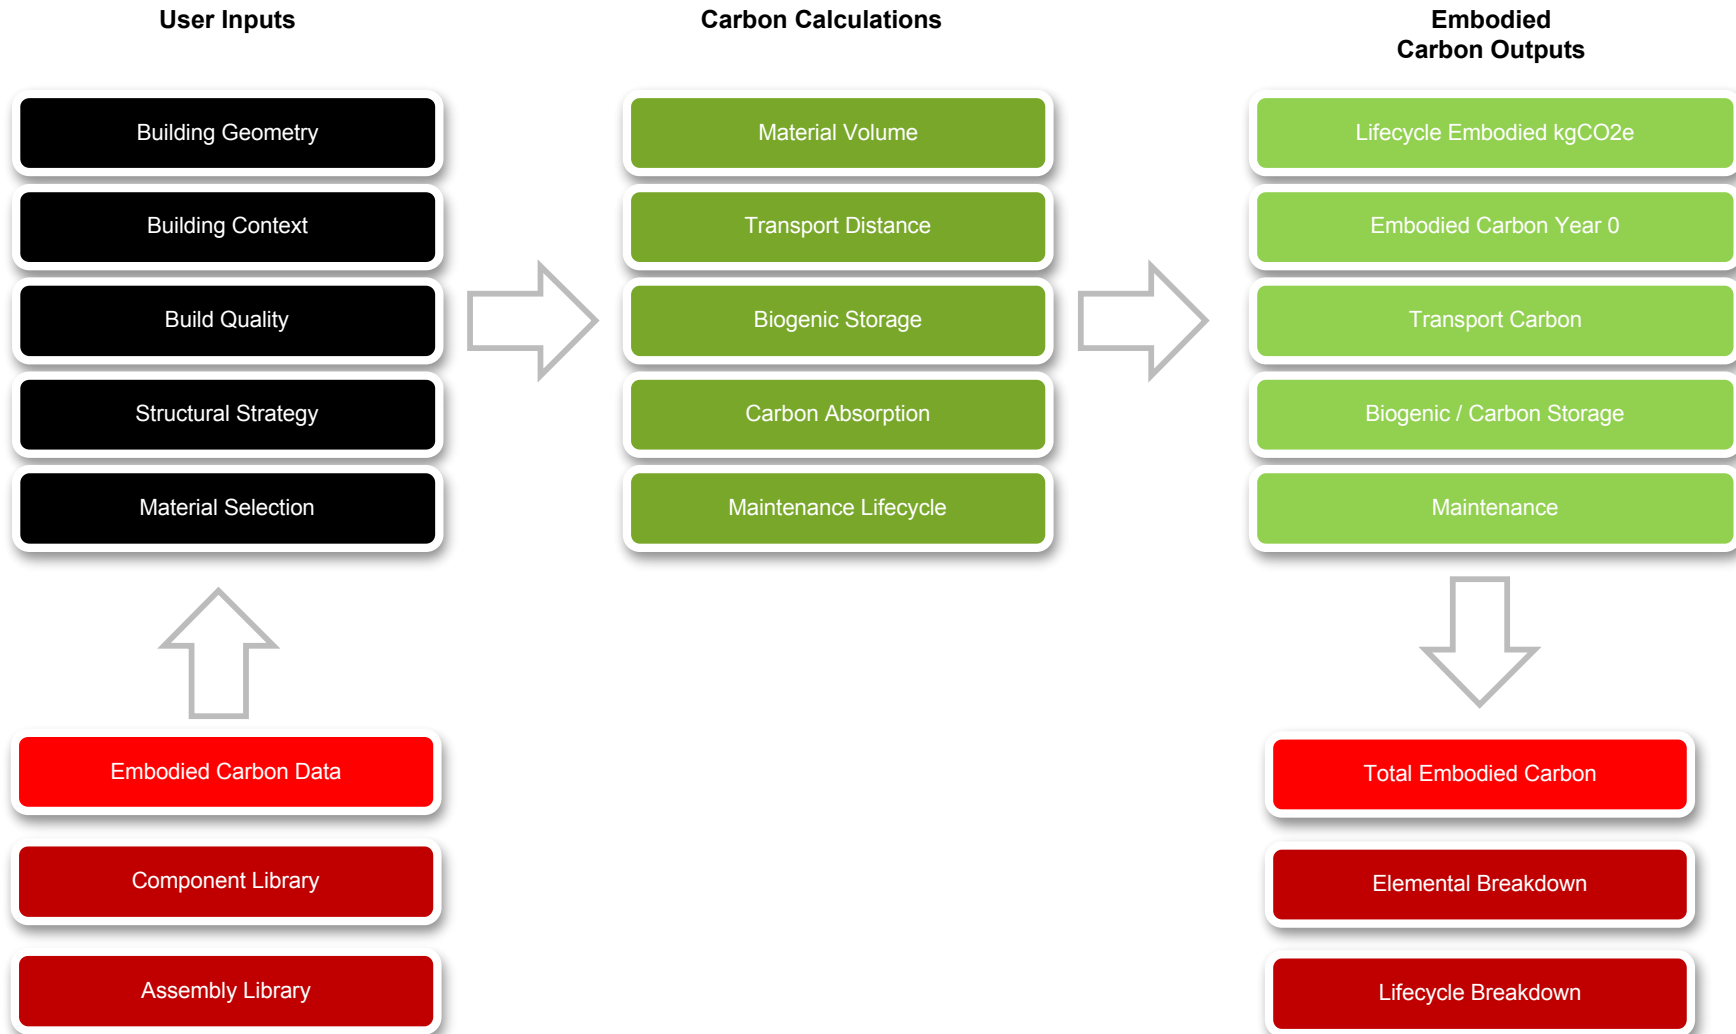 User Inputs
Building Geometry
Building Context
Build Quality
Structural Strategy
Material Selection
Embodied Carbon Data
Component Library
Assembly Library
Carbon Calculations
Material Volume
Transport Distance
Biogenic Storage
Carbon Absorption
Maintenance Lifecycle
Embodied
Carbon Outputs
Lifecycle Embodied kgCO2e
Embodied Carbon Year 0
Transport Carbon
Biogenic / Carbon Storage
Maintenance
Total Embodied Carbon
Elemental Breakdown
Lifecycle Breakdown